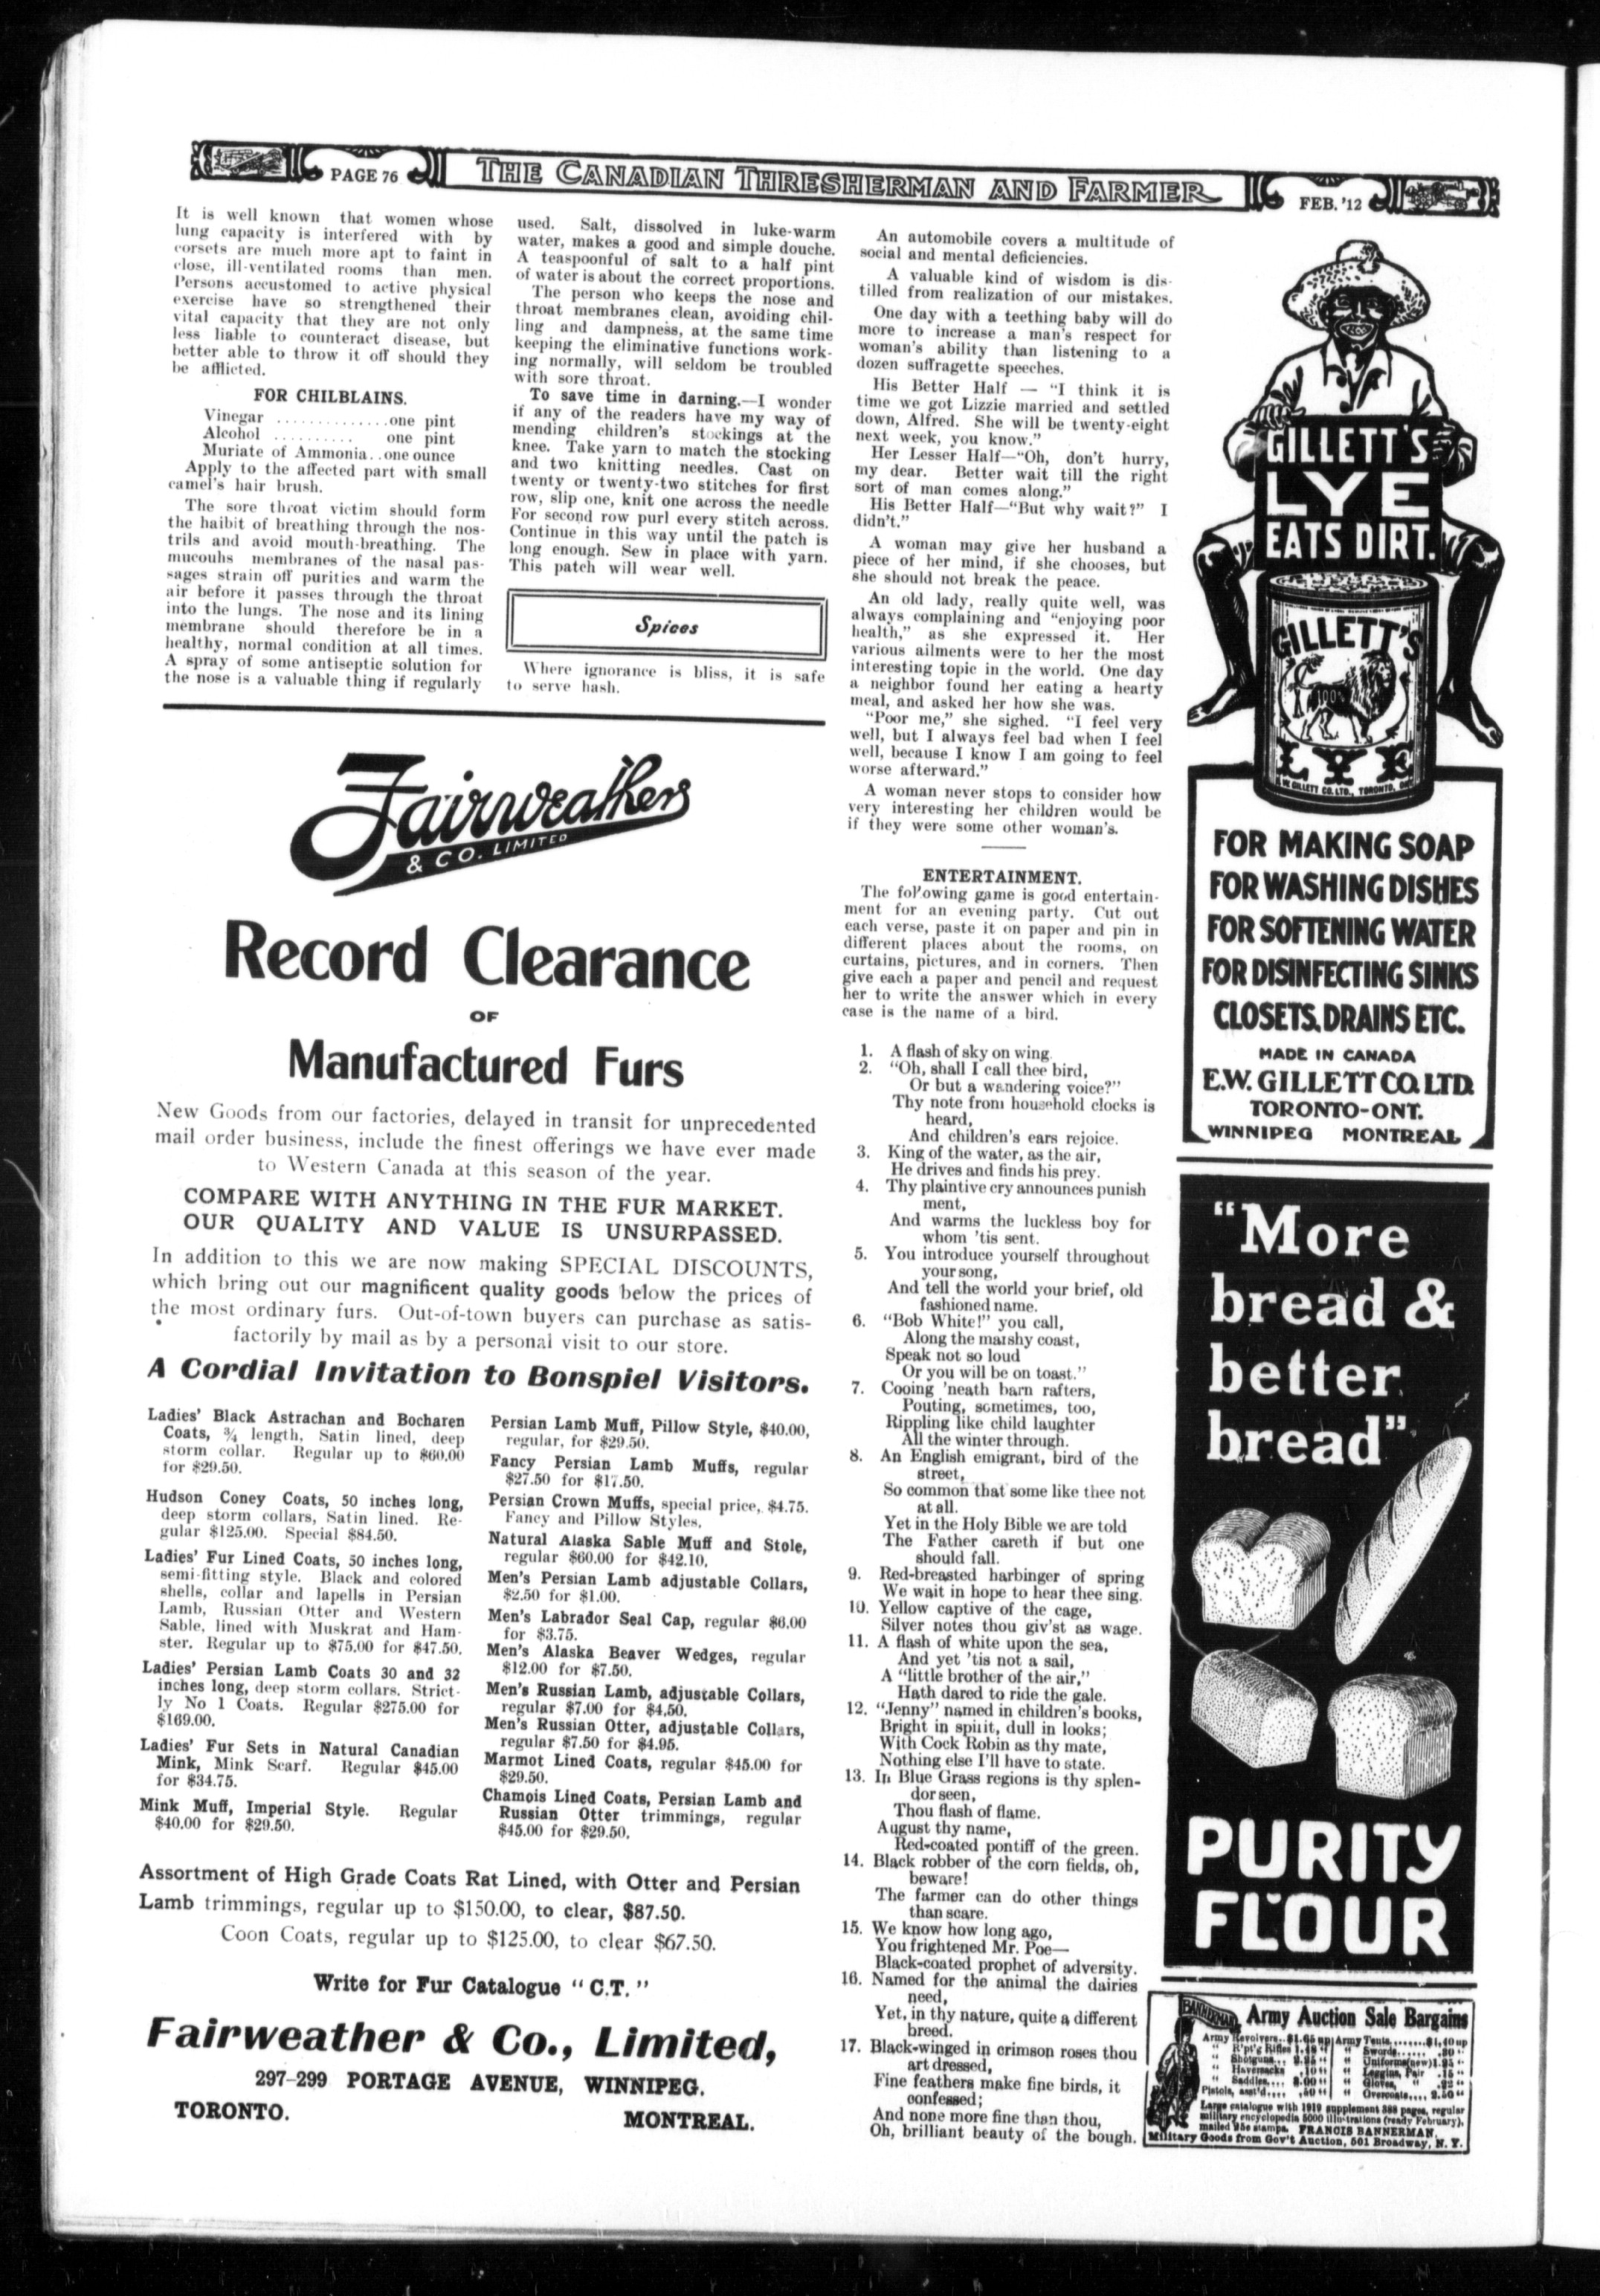 PAGE 76
THE CANADIAN THRESHERMAN AND FARMER
FEB. '12
It is well known that women whose
lung capacity is interfered with by
corsets are much more apt to faint in
close, ill-ventilated rooms than men.
Persons accustomed to active physical
exercise have so strengthened their
vital capacity that they are not only
less liable to counteract disease, but
better able to throw it off should they
be afflicted.
FOR CHILBLAINS.
Vinegar ..............one pint
Alcohol .......... one pint
Muriate of Ammonia..one ounce
Apply to the affected part with small
camel's hair brush.
The sore throat victim should form
the haibit of breathing through the nos-
trils and avoid mouth-breathing. The
mucouhs membranes of the nasal pas-
sages strain off purities and warm the
air before it passes through the throat
into the lungs. The nose and its lining
membrane should therefore be in a
healthy, normal condition at all times.
A spray of some antiseptic solution for
the nose is a valuable thing if regularly
used. Salt, dissolved in luke-warm
water, makes a good and simple douche.
A teaspoonful of salt to a half pint
of water is about the correct proportions.
The person who keeps the nose and
throat membranes clean, avoiding chil-
ling and dampness, at the same time
keeping the eliminative functions work-
ing normally, will seldom be troubled
with sore throat.
To save time in darning.—I wonder
if any of the readers have my way of
mending children's stockings at the
knee. Take yarn to match the stocking
and two knitting needles. Cast on
twenty or twenty-two stitches for first
row, slip one, knit one across the needle
For second row purl every stitch across.
Continue in this way until the patch is
long enough. Sew in place with yarn.
This patch will wear well.
Spices
Where ignorance is bliss, it is safe
to serve hash.
Fairweather
& CO. LIMITED
Record Clearance
OF
Manufactured Furs
New Goods from our factories, delayed in transit for unprecedented
mail order business, include the finest offerings we have ever made
to Western Canada at this season of the year.
COMPARE WITH ANYTHING IN THE FUR MARKET.
OUR QUALITY AND VALUE IS UNSURPASSED.
In addition to this we are now making SPECIAL DISCOUNTS,
which bring out our magnificent quality goods below the prices of
the most ordinary furs. Out-of-town buyers can purchase as satis-
factorily by mail as by a personal visit to our store.
A Cordial Invitation to Bonspiel Visitors.
Ladies' Black Astrachan and Bocharen
Coats, ¾ length, Satin lined, deep
storm collar. Regular up to $60.00
for $29.50.
Hudson Coney Coats, 50 inches long,
deep storm collars, Satin lined. Re-
gular $125.00. Special $84.50.
Ladies' Fur Lined Coats, 50 inches long,
semi-fitting style. Black and colored
shells, collar and lapells in Persian
Lamb, Russian Otter and Western
Sable, lined with Muskrat and Ham-
ster. Regular up to $75.00 for $47.50.
Ladies' Persian Lamb Coats 30 and 32
inches long, deep storm collars. Strict-
ly No 1 Coats. Regular $275.00 for
$169.00.
Ladies' Fur Sets in Natural Canadian
Mink, Mink Scarf. Regular $45.00
for $34.75.
Mink Muff, Imperial Style. Regular
$40.00 for $29.50.
Persian Lamb Muff, Pillow Style, $40.00,
regular, for $29.50.
Fancy Persian Lamb Muffs, regular
$27.50 for $17.50.
Persian Crown Muffs, special price, $4.75.
Fancy and Pillow Styles.
Natural Alaska Sable Muff and Stole,
regular $60.00 for $42.10.
Men's Persian Lamb adjustable Collars,
$2.50 for $1.00.
Men's Labrador Seal Cap, regular $6.00
for $3.75.
Men's Alaska Beaver Wedges, regular
$12.00 for $7.50.
Men's Russian Lamb, adjustable Collars,
regular $7.00 for $4.50.
Men's Russian Otter, adjustable Collars,
regular $7.50 for $4.95.
Marmot Lined Coats, regular $45.00 for
$29.50.
Chamois Lined Coats, Persian Lamb and
Russian Otter trimmings, regular
$45.00 for $29.50.
Assortment of High Grade Coats Rat Lined, with Otter and Persian
Lamb trimmings, regular up to $150.00, to clear, $87.50.
Coon Coats, regular up to $125.00, to clear $67.50.
Write for Fur Catalogue "C.T."
Fairweather & Co., Limited,
297-299 PORTAGE AVENUE, WINNIPEG.
TORONTO. MONTREAL.
An automobile covers a multitude of
social and mental deficiencies.
A valuable kind of wisdom is dis-
tilled from realization of our mistakes.
One day with a teething baby will do
more to increase a man's respect for
woman's ability than listening to a
dozen suffragette speeches.
His Better Half — "I think it is
time we got Lizzie married and settled
down, Alfred. She will be twenty-eight
next week, you know."
Her Lesser Half—"Oh, don't hurry,
my dear. Better wait till the right
sort of man comes along."
His Better Half—"But why wait?" I
didn't."
A woman may give her husband a
piece of her mind, if she chooses, but
she should not break the peace.
An old lady, really quite well, was
always complaining and "enjoying poor
health," as she expressed it. Her
various ailments were to her the most
interesting topic in the world. One day
a neighbor found her eating a hearty
meal, and asked her how she was.
"Poor me," she sighed. "I feel very
well, but I always feel bad when I feel
well, because I know I am going to feel
worse afterward."
A woman never stops to consider how
very interesting her children would be
if they were some other woman's.
ENTERTAINMENT.
The following game is good entertain-
ment for an evening party. Cut out
each verse, paste it on paper and pin in
different places about the rooms, on
curtains, pictures, and in corners. Then
give each a paper and pencil and request
her to write the answer which in every
case is the name of a bird.
1. A flash of sky on wing
2. "Oh, shall I call thee bird,
Or but a wandering voice?"
Thy note from household clocks is
heard,
And children's ears rejoice.
3. King of the water, as the air,
He drives and finds his prey.
4. Thy plaintive cry announces punish
ment,
And warms the luckless boy for
whom 'tis sent.
5. You introduce yourself throughout
your song,
And tell the world your brief, old
fashioned name.
6. "Bob White!" you call,
Along the marshy coast,
Speak not so loud
Or you will be on toast."
7. Cooing 'neath barn rafters,
Pouting, sometimes, too,
Rippling like child laughter
All the winter through.
8. An English emigrant, bird of the
street,
So common that some like thee not
at all.
Yet in the Holy Bible we are told
The Father careth if but one
should fall.
9. Red-breasted harbinger of spring
We wait in hope to hear thee sing.
10. Yellow captive of the cage,
Silver notes thou giv'st as wage.
11. A flash of white upon the sea,
And yet 'tis not a sail,
A "little brother of the air,"
Hath dared to ride the gale.
12. "Jenny" named in children's books,
Bright in spirit, dull in looks;
With Cock Robin as thy mate,
Nothing else I'll have to state.
13. In Blue Grass regions is thy splen-
dor seen,
Thou flash of flame.
August thy name,
Red-coated pontiff of the green.
14. Black robber of the corn fields, oh,
beware!
The farmer can do other things
than scare.
15. We know how long ago,
You frightened Mr. Poe—
Black-coated prophet of adversity.
16. Named for the animal the dairies
need,
Yet, in thy nature, quite a different
breed.
17. Black-winged in crimson roses thou
art dressed,
Fine feathers make fine birds, it
confessed;
And none more fine than thou,
Oh, brilliant beauty of the bough.
GILLETT'S
LYE
EATS DIRT.
GILLETT'S
100%
LYE
E.W. GILLETT CO. LTD., TORONTO, ONT.
FOR MAKING SOAP
FOR WASHING DISHES
FOR SOFTENING WATER
FOR DISINFECTING SINKS
CLOSETS, DRAINS ETC.
MADE IN CANADA
E.W. GILLETT CO. LTD.
TORONTO-ONT.
WINNIPEG MONTREAL
"More
bread &
better
bread"
PURITY
FLOUR
BANNERMAN
Army Auction Sale Bargains
Army Revolvers..$1.65 up
" R'pt'g Rifles 1.48 "
" Shotguns... 2.95 "
" Haversacks .10 "
" Saddles.... 3.00 "
Pistols, asst'd.... .50 "
Army Tents.......$1.40 up
" Swords...... .30 "
" Uniforms(new)1.25 "
" Leggins, Pair .15 "
" Gloves, " .22 "
" Overcoats.... 2.50 "
Large catalogue with 1910 supplement 388 pages, regular
military encyclopedia 5000 illustrations (ready February),
mailed 25c stamps. FRANCIS BANNERMAN,
Military Goods from Gov't Auction, 501 Broadway, N. Y.